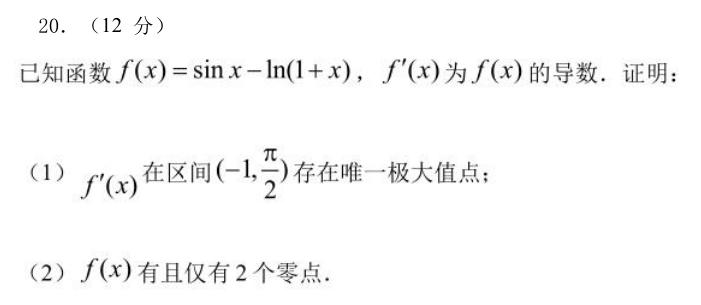 20. （12 分）
已知函数 f(x) = sin x − ln(1 + x)， f′(x) 为 f(x) 的导数．证明：
（1） f′(x) 在区间 (−1, π/2) 存在唯一极大值点；
（2） f(x) 有且仅有 2 个零点．